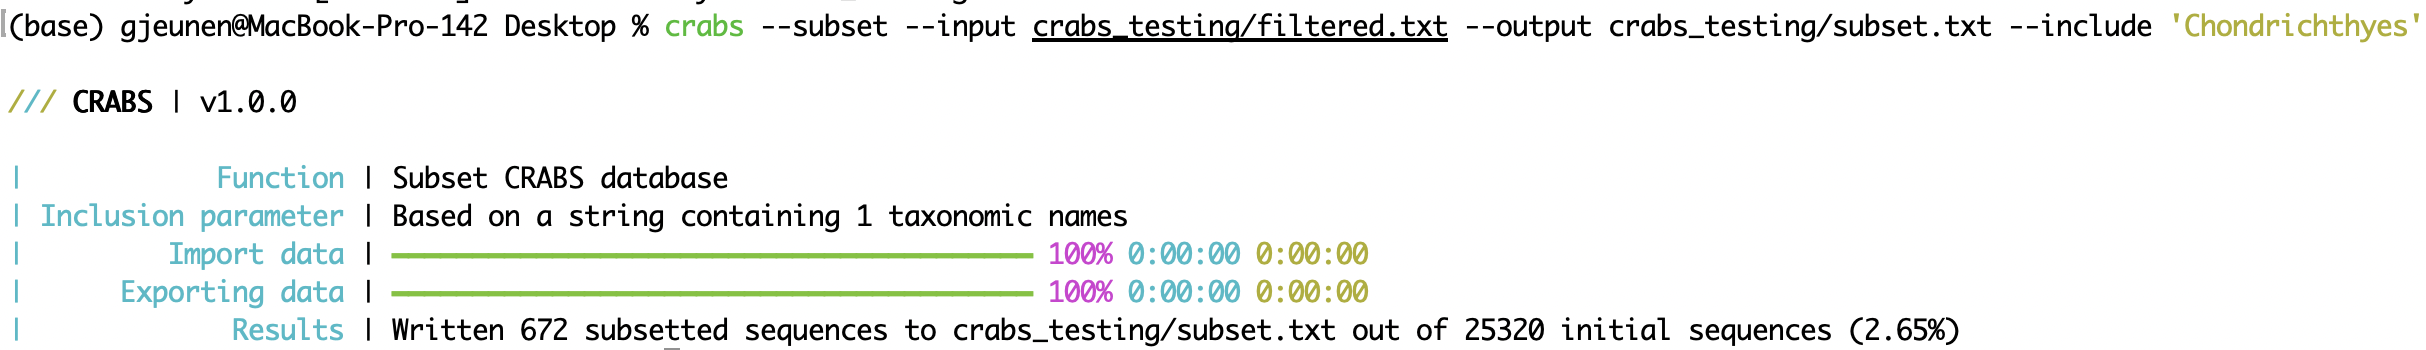 (base) gjeunen@MacBook-Pro-142 Desktop % crabs --subset --input crabs_testing/filtered.txt --output crabs_testing/subset.txt --include 'Chondrichthyes'
/// CRABS | v1.0.0
| Function | Subset CRABS database
| Inclusion parameter | Based on a string containing 1 taxonomic names
| Import data | 100% 0:00:00 0:00:00
| Exporting data | 100% 0:00:00 0:00:00
| Results | Written 672 subsetted sequences to crabs_testing/subset.txt out of 25320 initial sequences (2.65%)